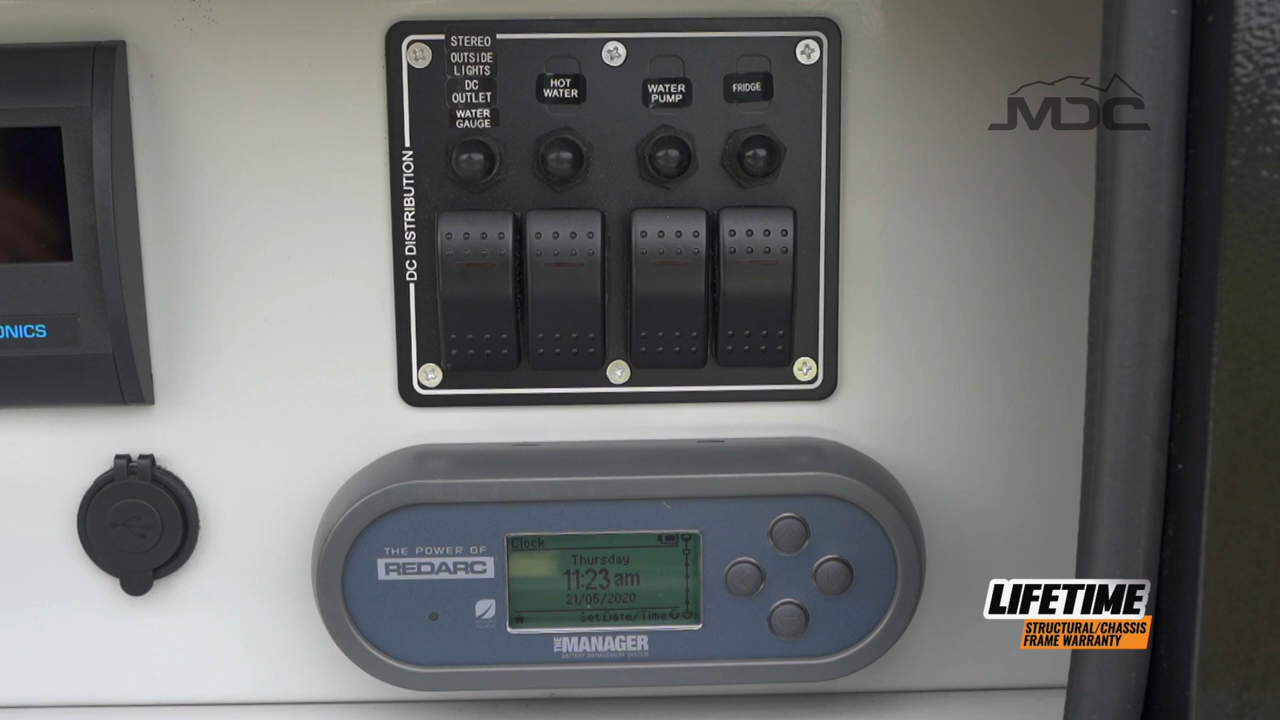 STEREO
OUTSIDE
LIGHTS
DC
OUTLET
WATER
GAUGE
HOT
WATER
WATER
PUMP
FRIDGE
DC DISTRIBUTION
MDC
ONICS
THE POWER OF
REDARC
Clock
Thursday
11:23 am
21/05/2020
Set Date/Time
THE MANAGER
BATTERY MANAGEMENT SYSTEM
LIFETIME
STRUCTURAL/CHASSIS
FRAME WARRANTY